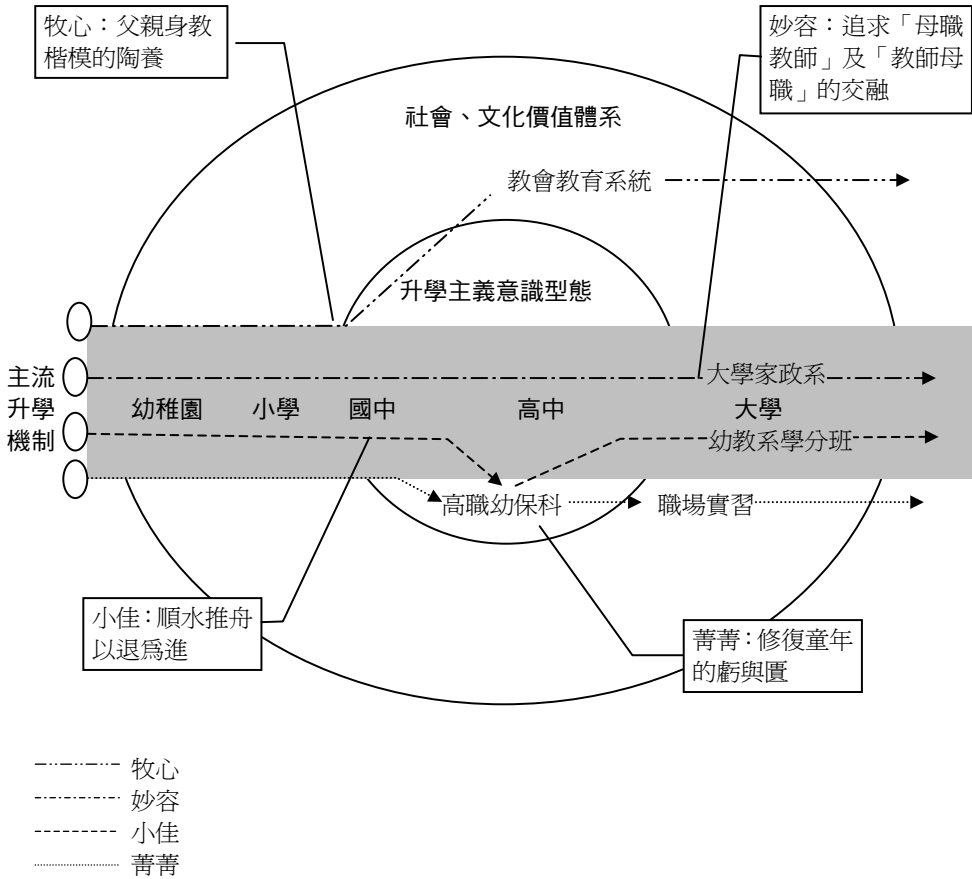 牧心：父親身教
楷模的陶養
妙容：追求「母職
教師」及「教師母
職」的交融
社會、文化價值體系
教會教育系統
升學主義意識型態
主流
升學
機制
大學家政系
幼稚園
小學
國中
高中
大學
幼教系學分班
高職幼保科
職場實習
小佳：順水推舟
以退爲進
菁菁：修復童年
的虧與匱
牧心
妙容
小佳
菁菁